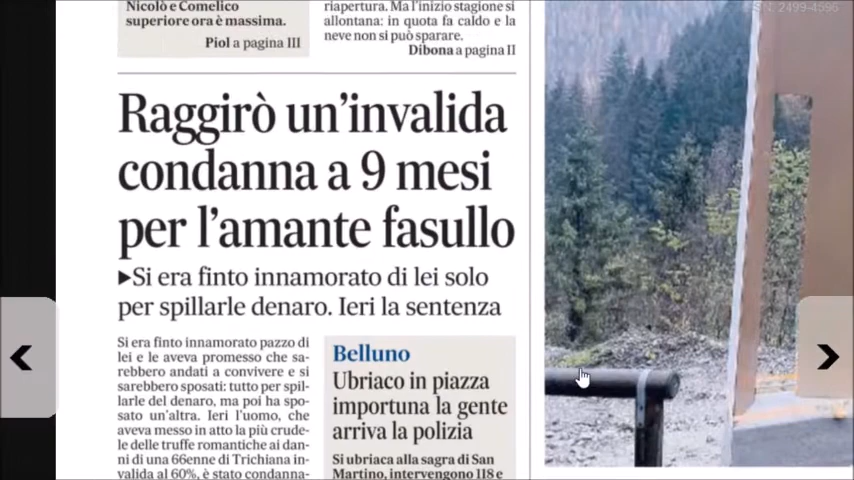 Nicolò e Comelico
superiore ora è massima.
Piol a pagina III
riapertura. Ma l'inizio stagione si
allontana: in quota fa caldo e la
neve non si può sparare.
Dibona a pagina II
ISSN: 2499-4596
Raggirò un'invalida
condanna a 9 mesi
per l'amante fasullo
▶Si era finto innamorato di lei solo
per spillarle denaro. Ieri la sentenza
Si era finto innamorato pazzo di
lei e le aveva promesso che sa-
rebbero andati a convivere e si
sarebbero sposati: tutto per spil-
larle del denaro, ma poi ha spo-
sato un'altra. Ieri l'uomo, che
aveva messo in atto la più crude-
le delle truffe romantiche ai dan-
ni di una 66enne di Trichiana in-
valida al 60%, è stato condanna-
Belluno
Ubriaco in piazza
importuna la gente
arriva la polizia
Si ubriaca alla sagra di San
Martino, intervengono 118 e